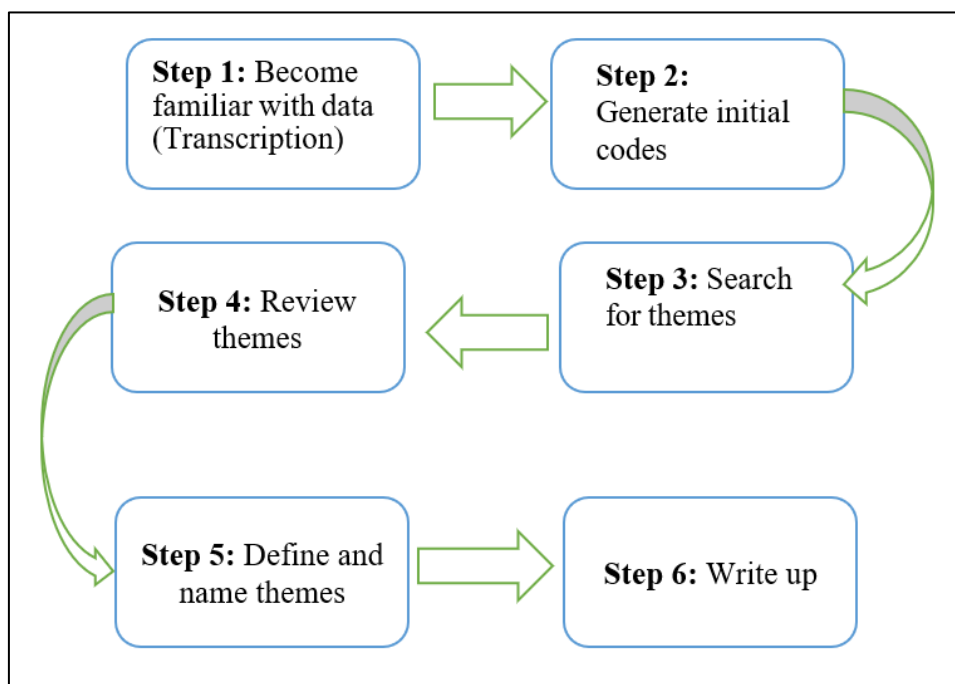 Step 1: Become
familiar with data
(Transcription)
Step 2:
Generate initial
codes
Step 3: Search
for themes
Step 4: Review
themes
Step 5: Define and
name themes
Step 6: Write up